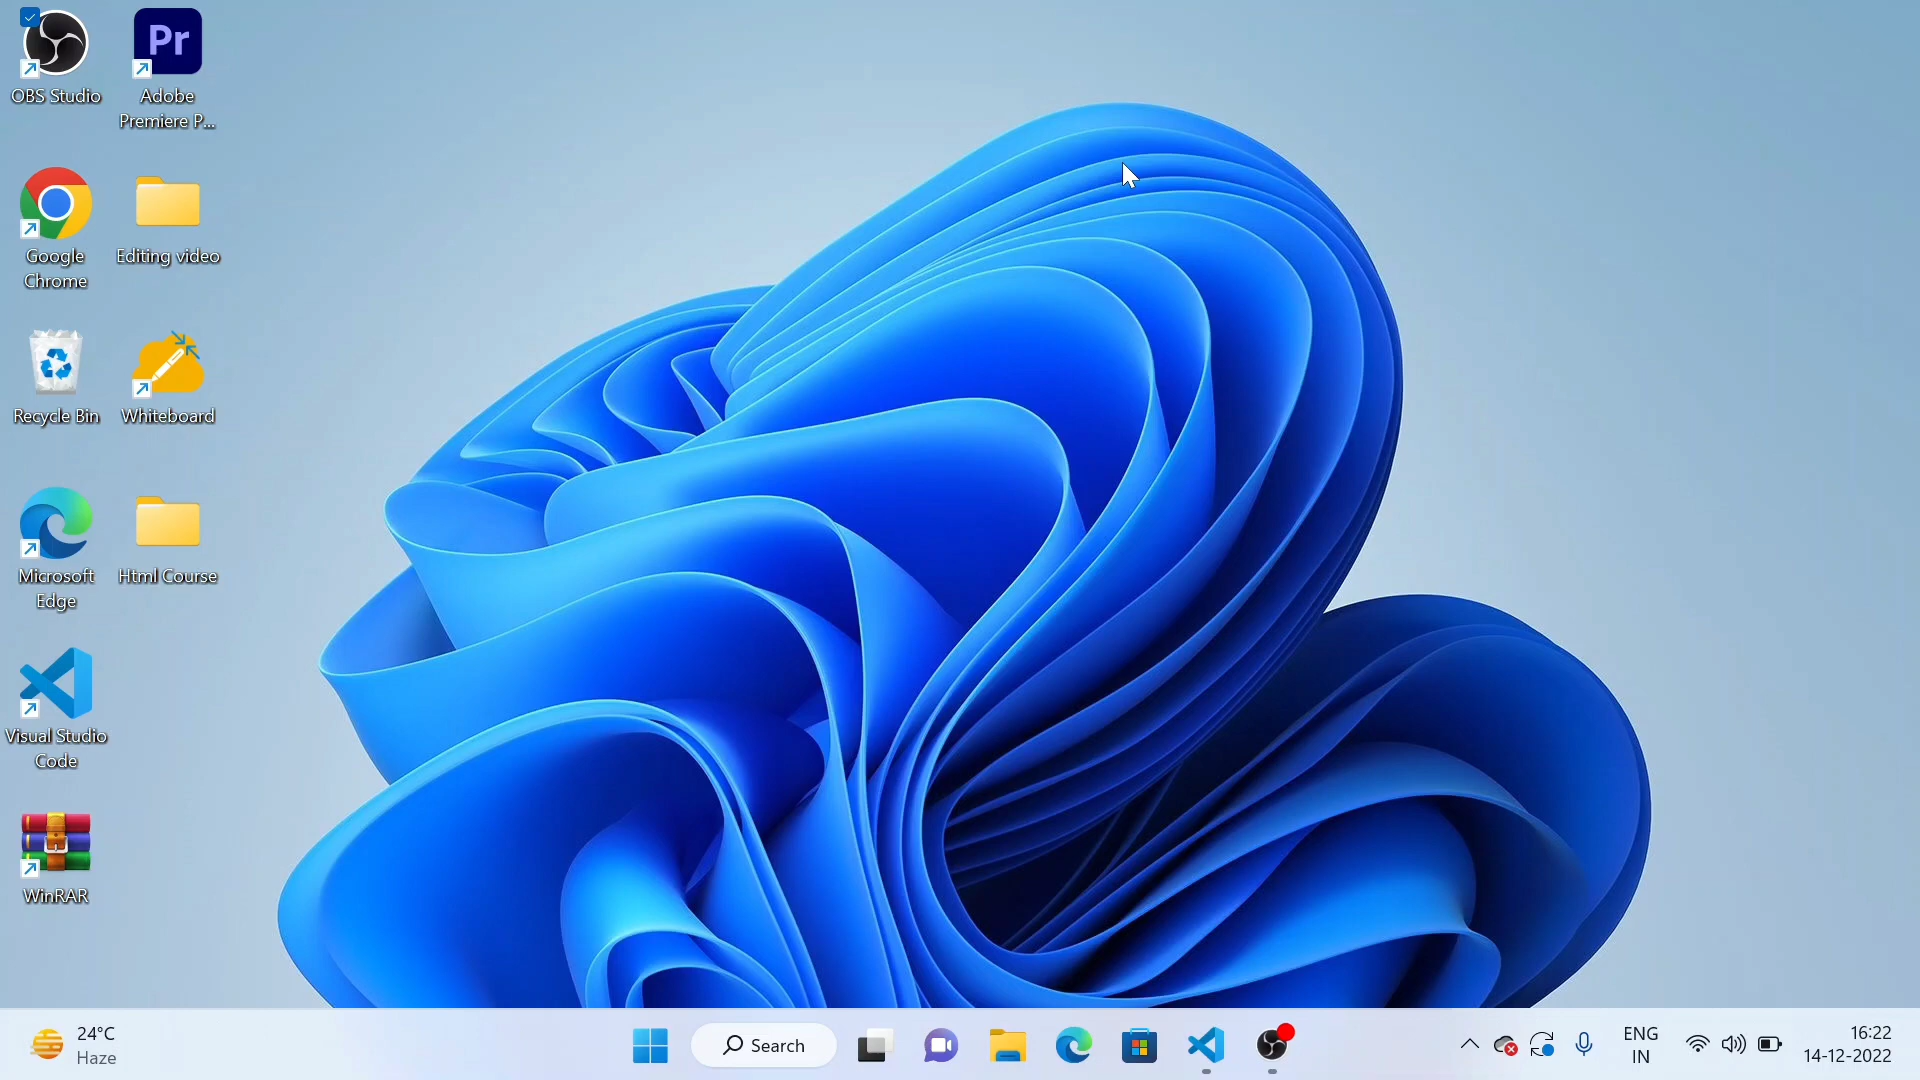 OBS Studio
Pr
Adobe
Premiere P...
Google
Chrome
Editing video
Recycle Bin
Whiteboard
Microsoft
Edge
Html Course
Visual Studio
Code
WinRAR
24°C
Haze
Search
ENG
IN
16:22
14-12-2022